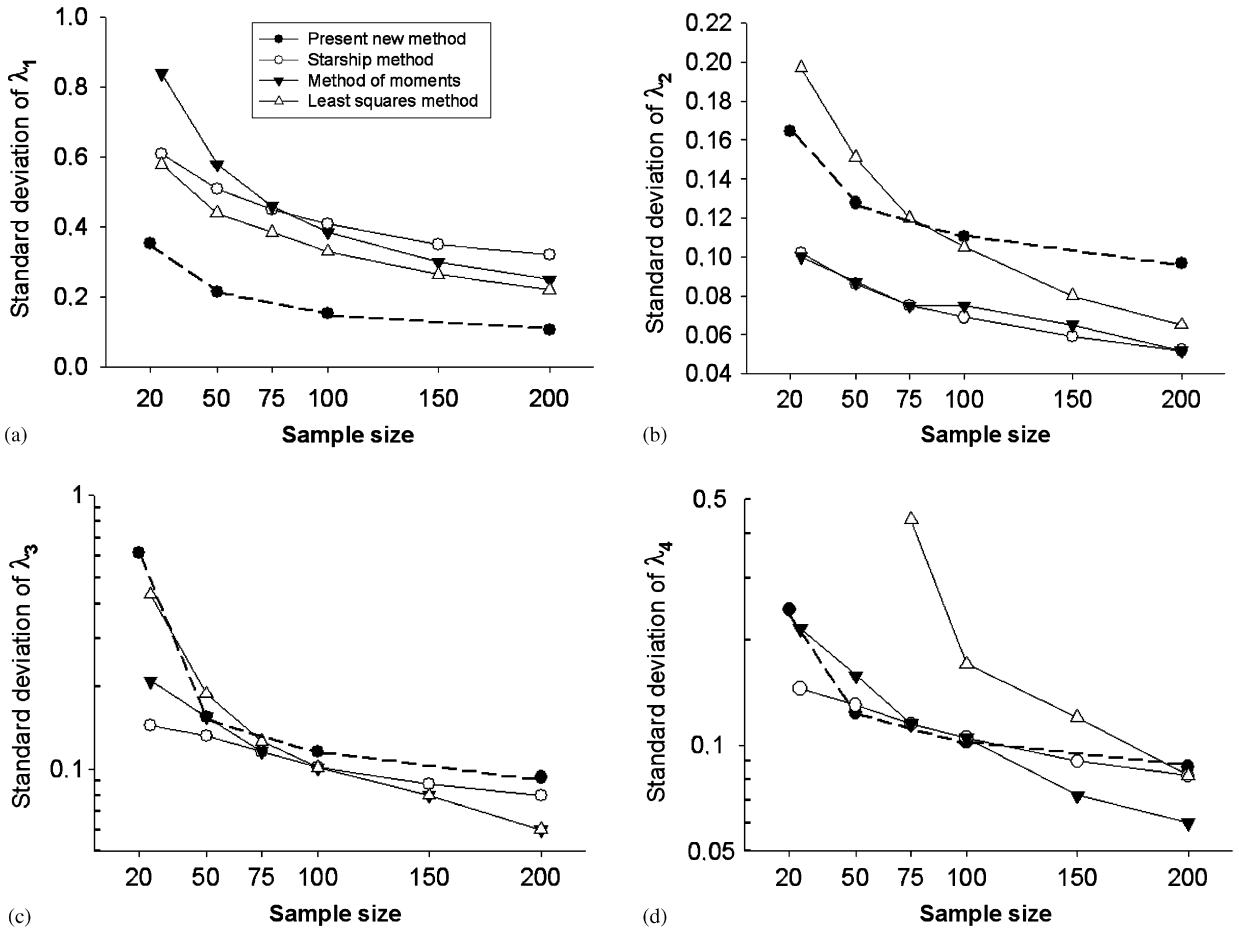 Standard deviation of λ1
1.0
0.8
0.6
0.4
0.2
0.0
Present new method
Starship method
Method of moments
Least squares method
20 50 75 100 150 200
Sample size
(a)
Standard deviation of λ2
0.22
0.20
0.18
0.16
0.14
0.12
0.10
0.08
0.06
0.04
20 50 75 100 150 200
Sample size
(b)
Standard deviation of λ3
1
0.1
20 50 75 100 150 200
Sample size
(c)
Standard deviation of λ4
0.5
0.1
0.05
20 50 75 100 150 200
Sample size
(d)